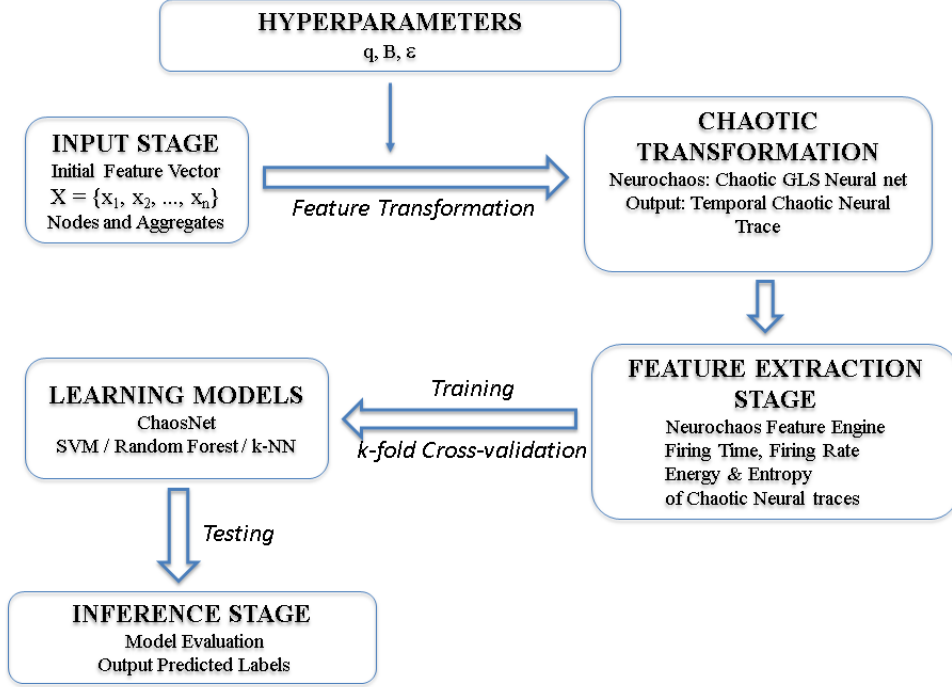 HYPERPARAMETERS
q, B, ε
INPUT STAGE
Initial Feature Vector
X = {x₁, x₂, ..., xₙ}
Nodes and Aggregates
Feature Transformation
CHAOTIC
TRANSFORMATION
Neurochaos: Chaotic GLS Neural net
Output: Temporal Chaotic Neural
Trace
FEATURE EXTRACTION
STAGE
Neurochaos Feature Engine
Firing Time, Firing Rate
Energy & Entropy
of Chaotic Neural traces
Training
k-fold Cross-validation
LEARNING MODELS
ChaosNet
SVM / Random Forest / k-NN
Testing
INFERENCE STAGE
Model Evaluation
Output Predicted Labels